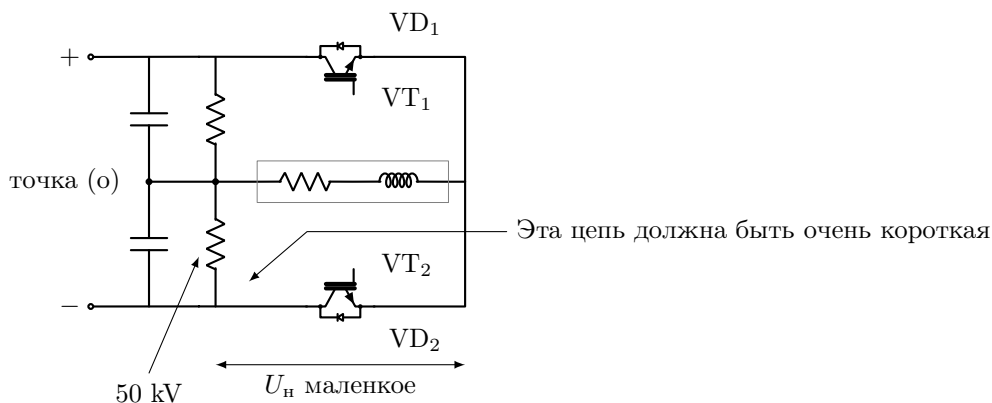 VD₁
+
VT₁
точка (о)
Эта цепь должна быть очень короткая
VT₂
−
VD₂
50 kV
Uн маленкое